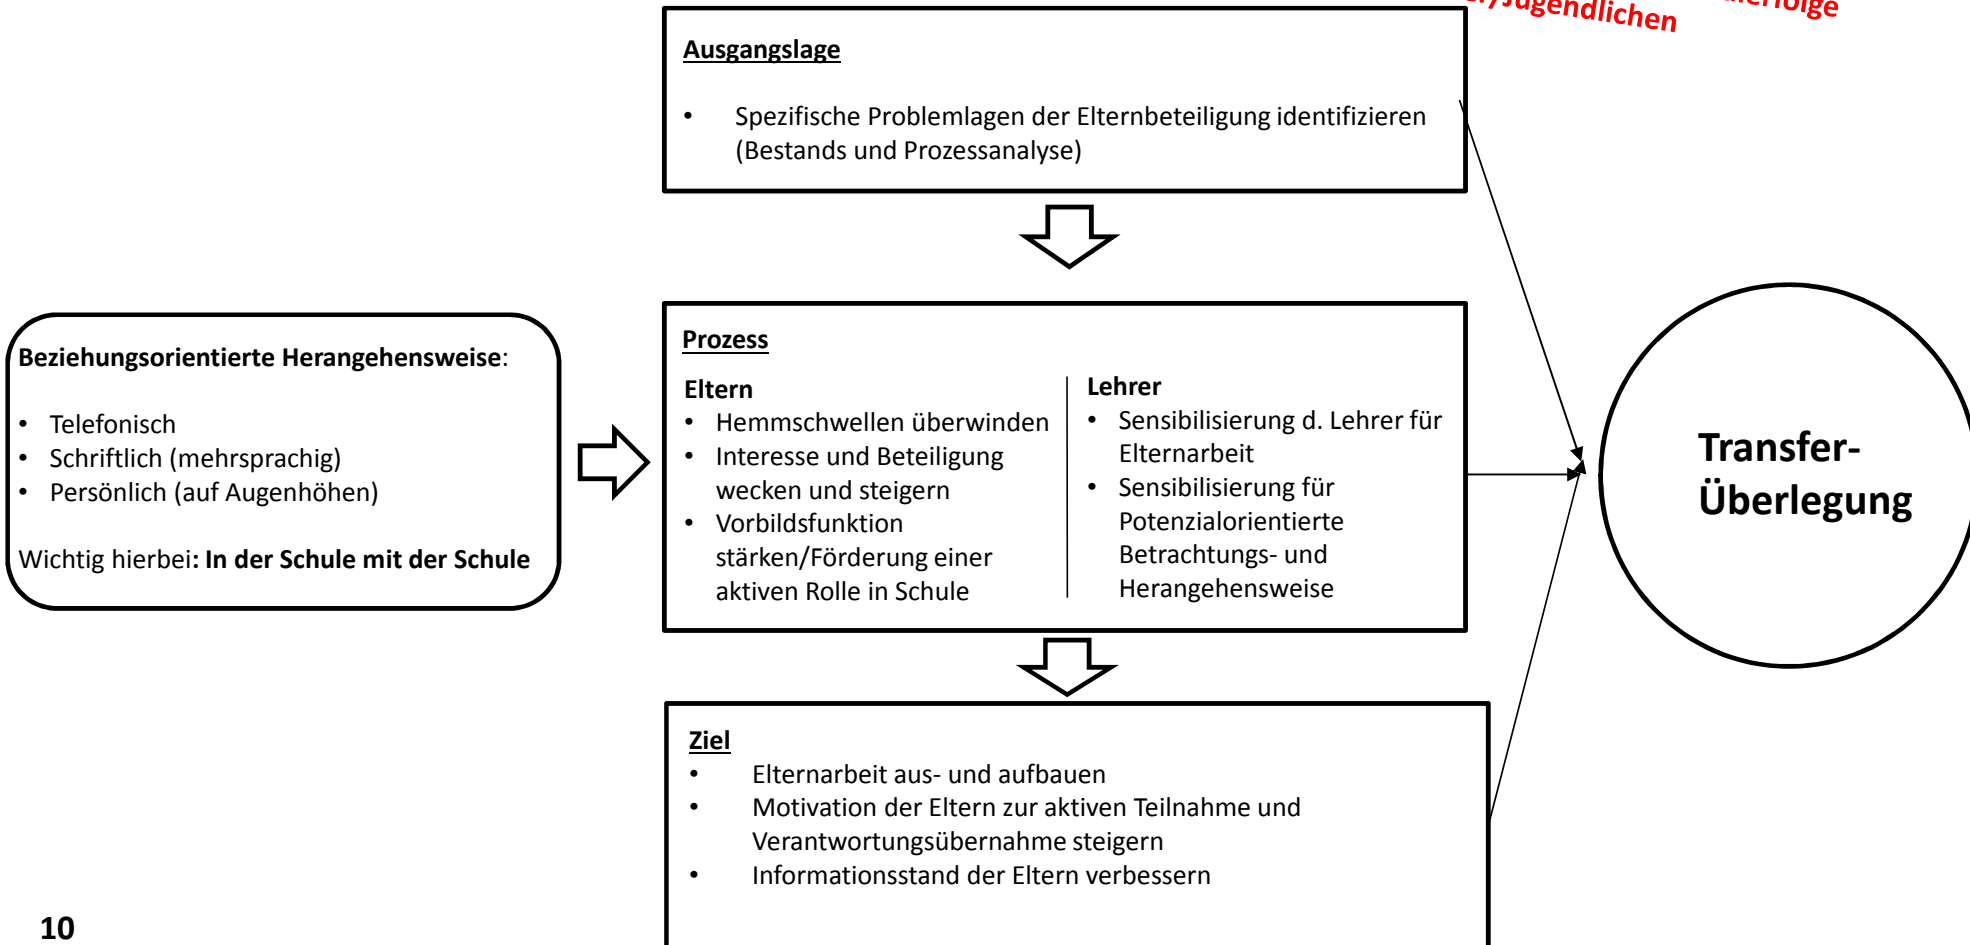 Jugendlichen
Ausgangslage
• Spezifische Problemlagen der Elternbeteiligung identifizieren
(Bestands und Prozessanalyse)
Beziehungsorientierte Herangehensweise:
• Telefonisch
• Schriftlich (mehrsprachig)
• Persönlich (auf Augenhöhen)
Wichtig hierbei: In der Schule mit der Schule
Prozess
Eltern
• Hemmschwellen überwinden
• Interesse und Beteiligung
wecken und steigern
• Vorbildsfunktion
stärken/Förderung einer
aktiven Rolle in Schule
Lehrer
• Sensibilisierung d. Lehrer für
Elternarbeit
• Sensibilisierung für
Potenzialorientierte
Betrachtungs- und
Herangehensweise
Transfer-
Überlegung
Ziel
• Elternarbeit aus- und aufbauen
• Motivation der Eltern zur aktiven Teilnahme und
Verantwortungsübernahme steigern
• Informationsstand der Eltern verbessern
10